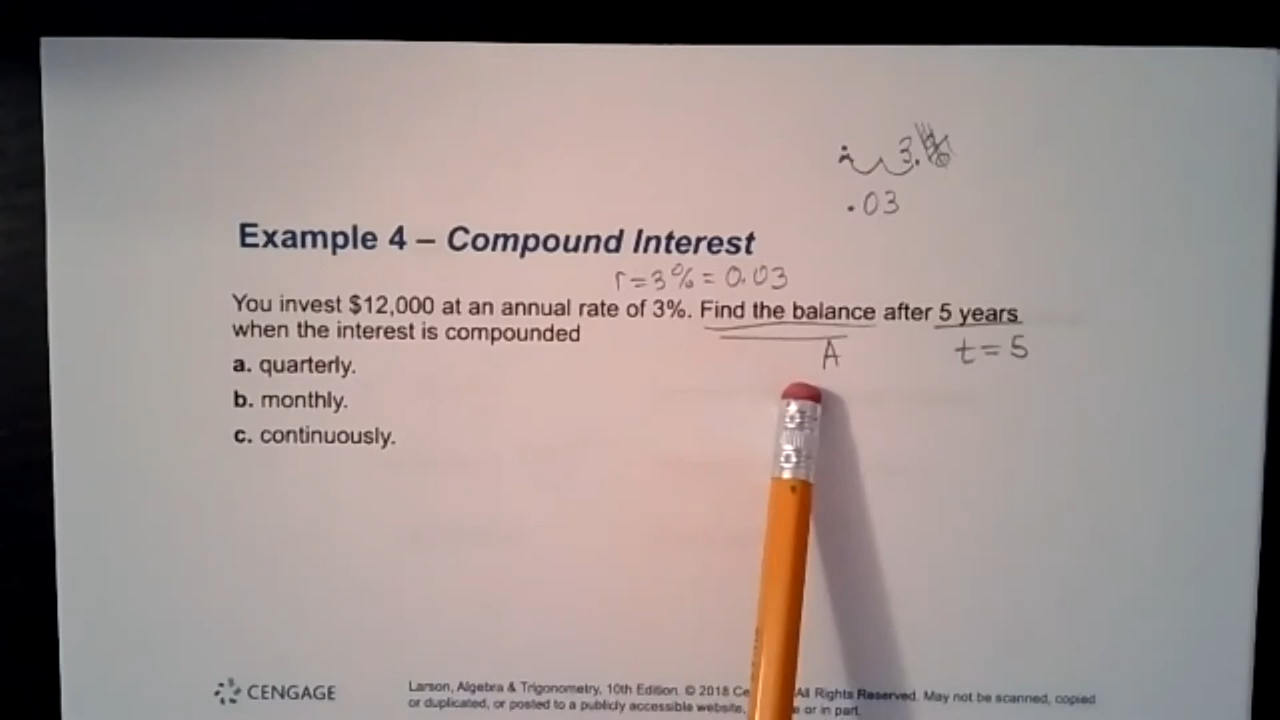 3.
.03
Example 4 – Compound Interest
r=3%=0.03
You invest $12,000 at an annual rate of 3%. Find the balance after 5 years
when the interest is compounded
A
t=5
a. quarterly.
b. monthly.
c. continuously.
CENGAGE
Larson, Algebra & Trigonometry, 10th Edition. © 2018 Ce All Rights Reserved. May not be scanned, copied
or duplicated, or posted to a publicly accessible website, or in part.